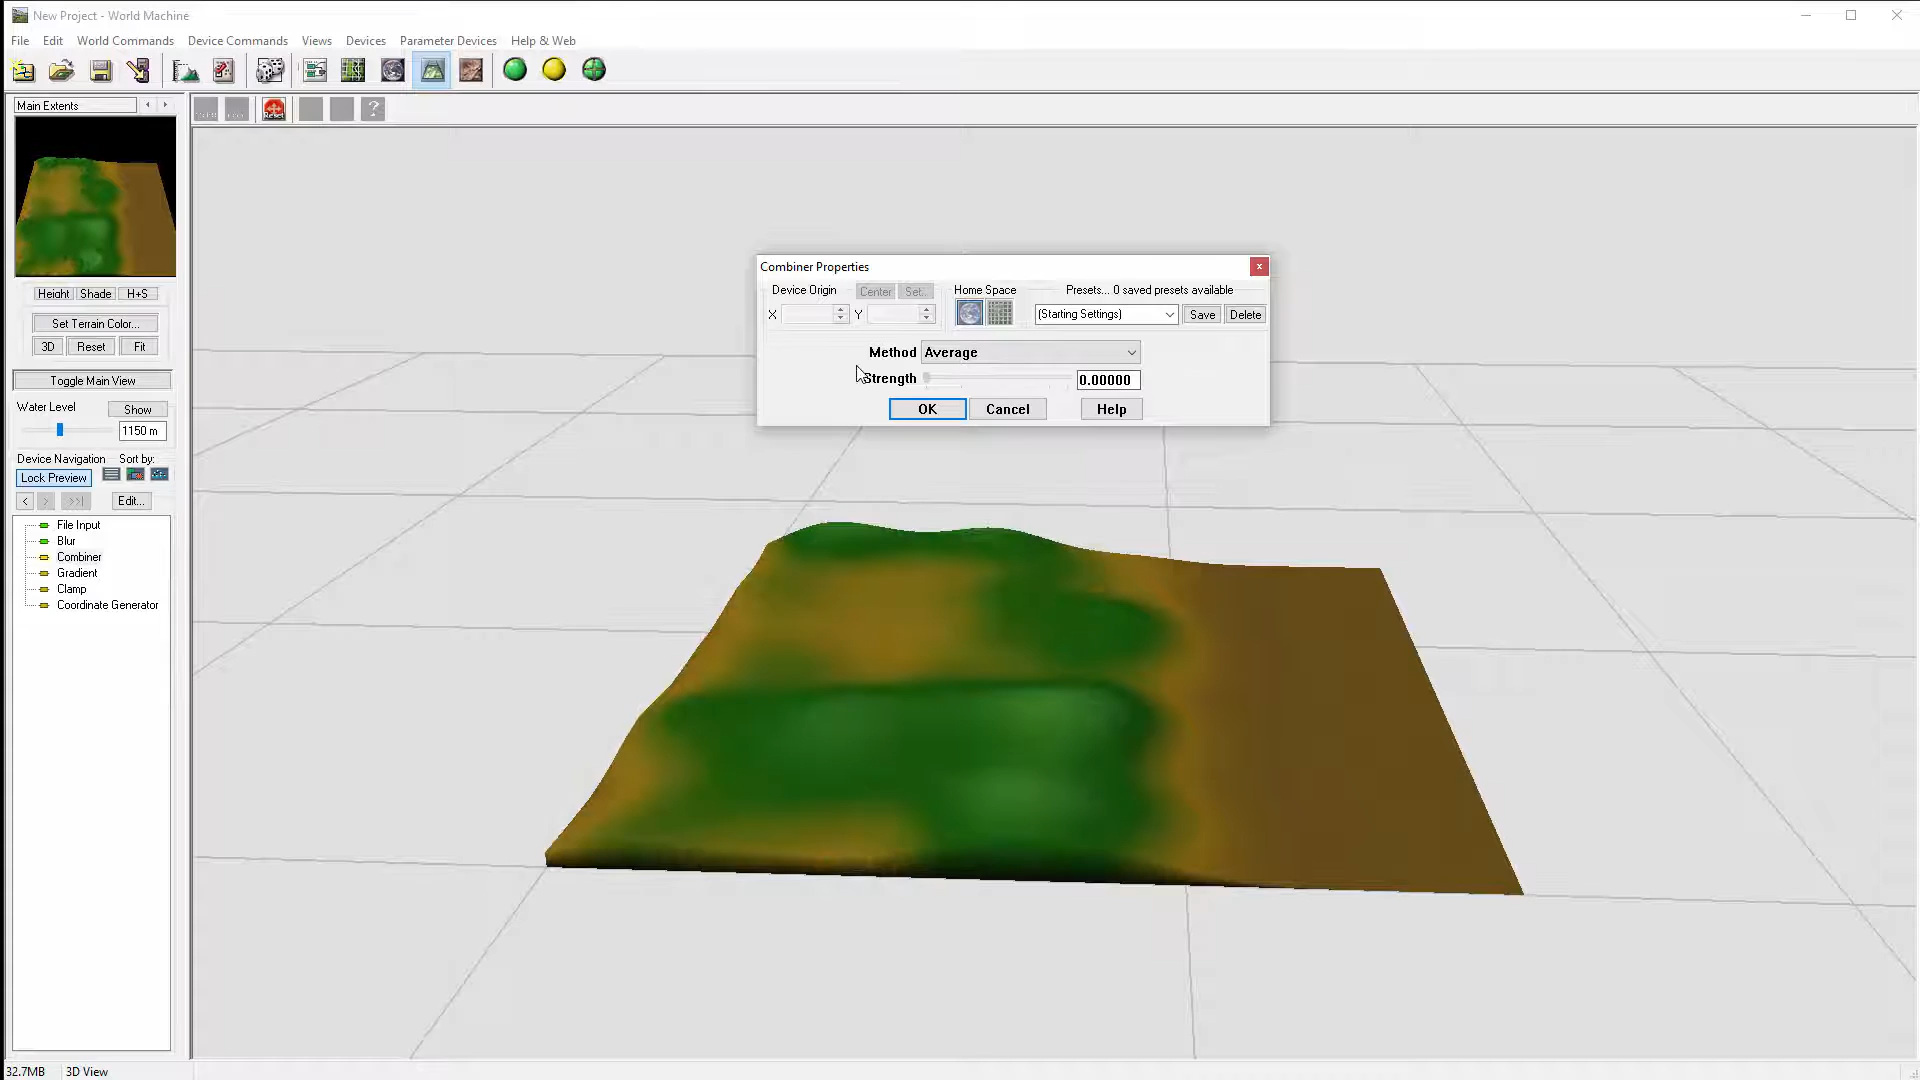 New Project - World Machine
File Edit World Commands Device Commands Views Devices Parameter Devices Help & Web
Main Extents
Reset
?
Height Shade H+S
Set Terrain Color...
3D Reset Fit
Toggle Main View
Water Level Show
1150 m
Device Navigation Sort by:
Lock Preview
< > >>| Edit...
File Input
Blur
Combiner
Gradient
Clamp
Coordinate Generator
Combiner Properties
Device Origin Center Set... Home Space Presets... 0 saved presets available
X Y (Starting Settings) Save Delete
Method Average
Strength 0.00000
OK Cancel Help
32.7MB 3D View